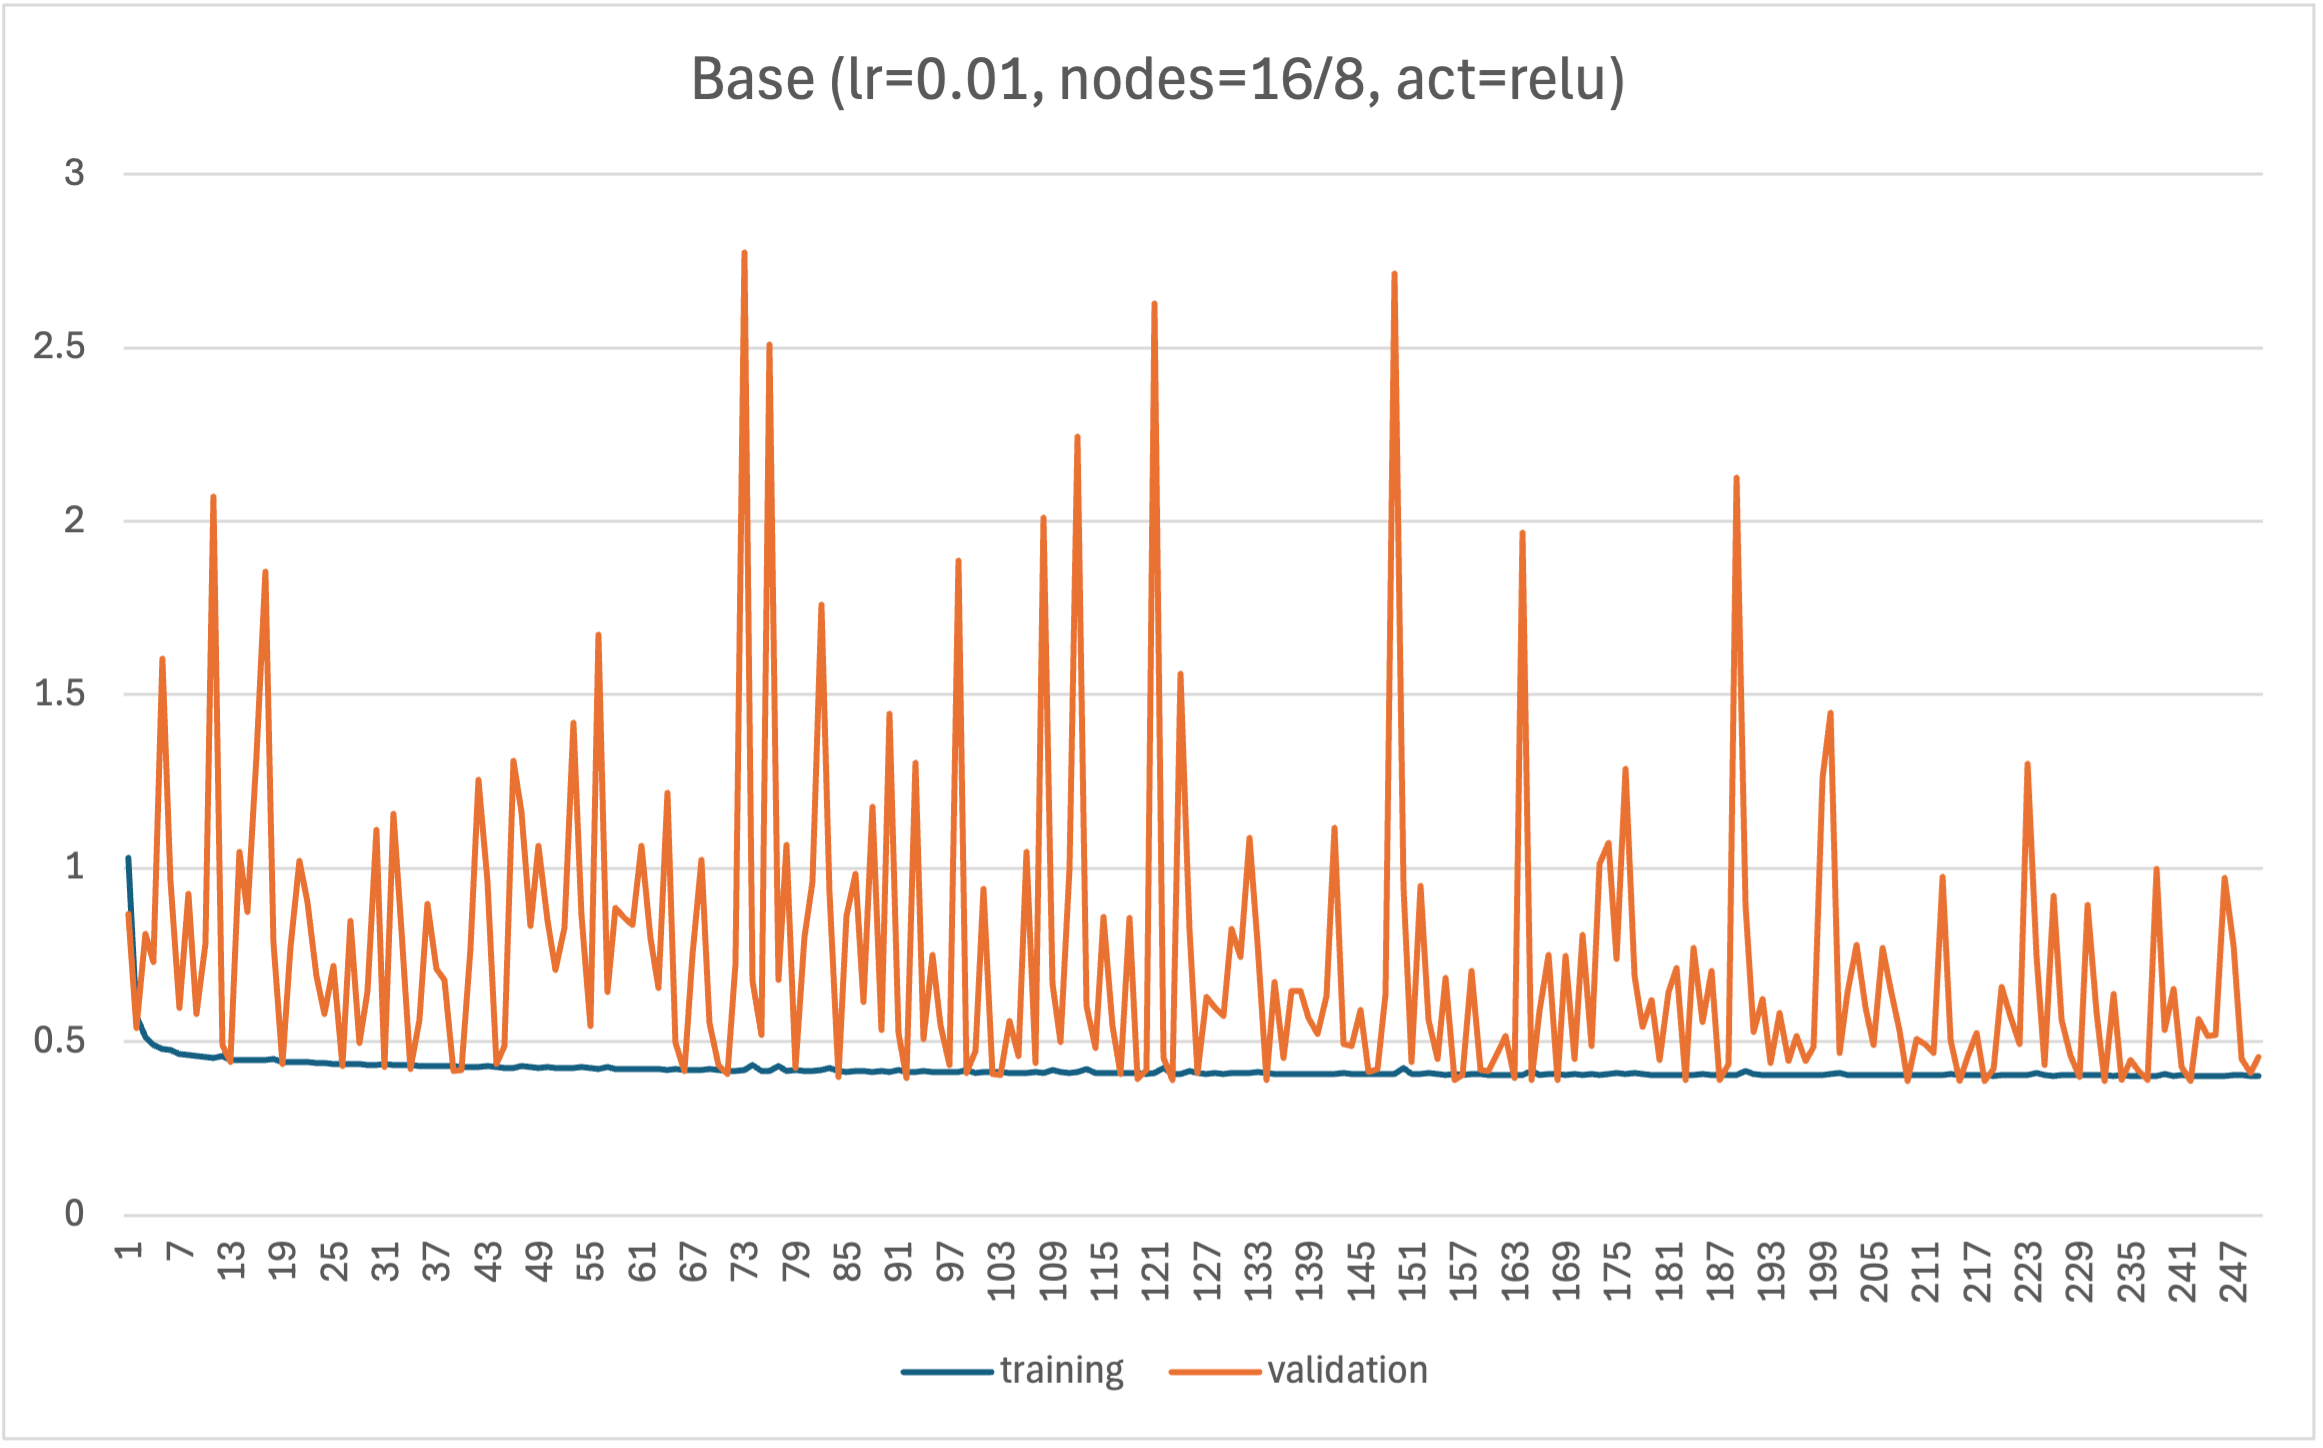 Base (lr=0.01, nodes=16/8, act=relu)
3
2.5
2
1.5
1
0.5
0
1 7 13 19 25 31 37 43 49 55 61 67 73 79 85 91 97 103 109 115 121 127 133 139 145 151 157 163 169 175 181 187 193 199 205 211 217 223 229 235 241 247
training validation